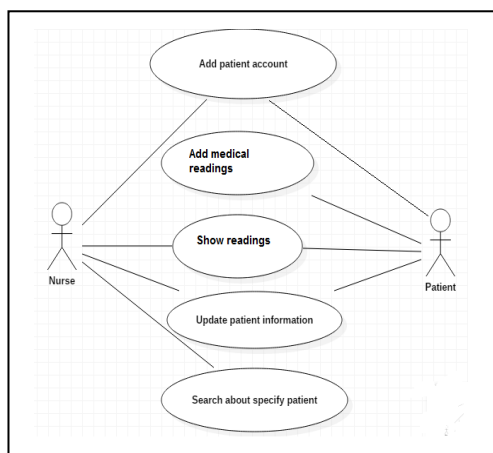 Add patient account
Add medical
readings
Show readings
Nurse
Patient
Update patient information
Search about specify patient